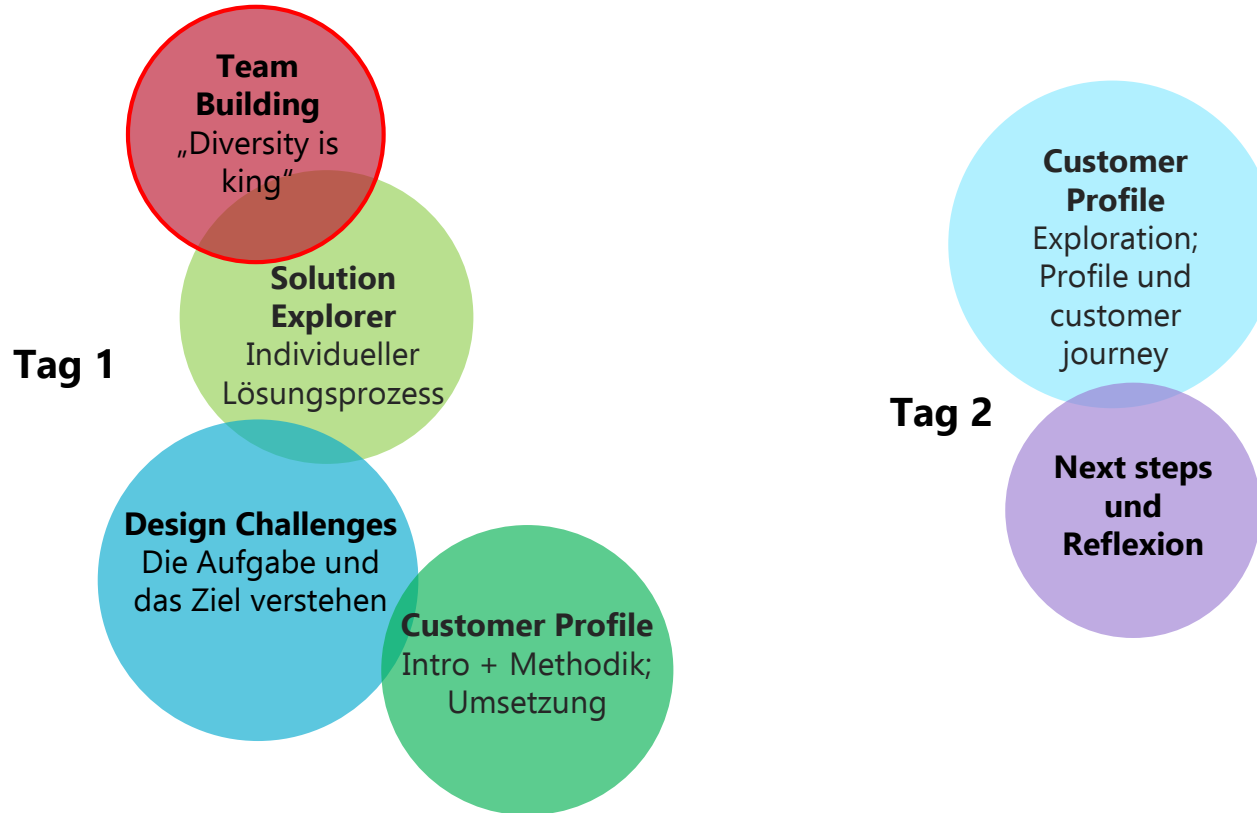 Team
Building
„Diversity is
king“
Solution
Explorer
Individueller
Lösungsprozess
Tag 1
Design Challenges
Die Aufgabe und
das Ziel verstehen
Customer Profile
Intro + Methodik;
Umsetzung
Customer
Profile
Exploration;
Profile und
customer
journey
Tag 2
Next steps
und
Reflexion